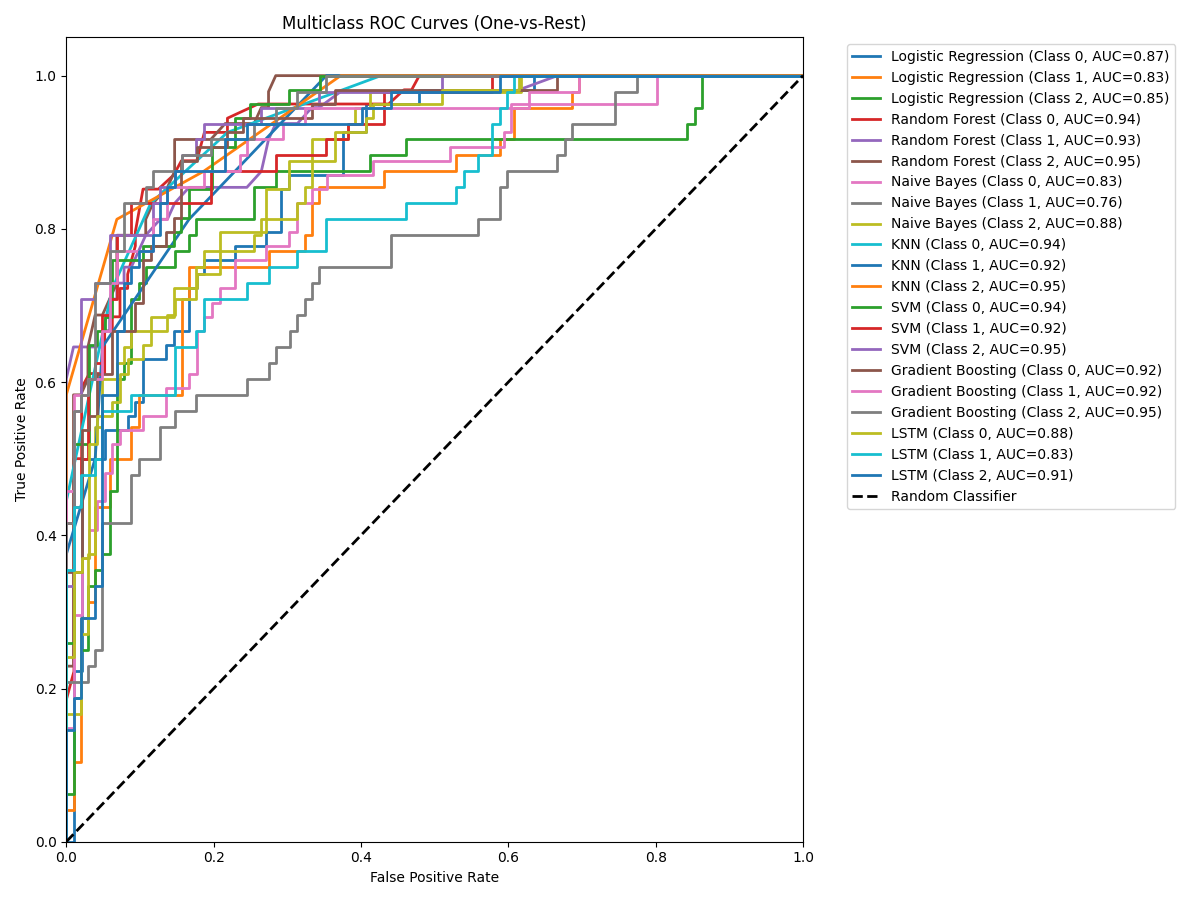 Multiclass ROC Curves (One-vs-Rest)
True Positive Rate
1.0
0.8
0.6
0.4
0.2
0.0
0.0 0.2 0.4 0.6 0.8 1.0
False Positive Rate
Logistic Regression (Class 0, AUC=0.87)
Logistic Regression (Class 1, AUC=0.83)
Logistic Regression (Class 2, AUC=0.85)
Random Forest (Class 0, AUC=0.94)
Random Forest (Class 1, AUC=0.93)
Random Forest (Class 2, AUC=0.95)
Naive Bayes (Class 0, AUC=0.83)
Naive Bayes (Class 1, AUC=0.76)
Naive Bayes (Class 2, AUC=0.88)
KNN (Class 0, AUC=0.94)
KNN (Class 1, AUC=0.92)
KNN (Class 2, AUC=0.95)
SVM (Class 0, AUC=0.94)
SVM (Class 1, AUC=0.92)
SVM (Class 2, AUC=0.95)
Gradient Boosting (Class 0, AUC=0.92)
Gradient Boosting (Class 1, AUC=0.92)
Gradient Boosting (Class 2, AUC=0.95)
LSTM (Class 0, AUC=0.88)
LSTM (Class 1, AUC=0.83)
LSTM (Class 2, AUC=0.91)
Random Classifier